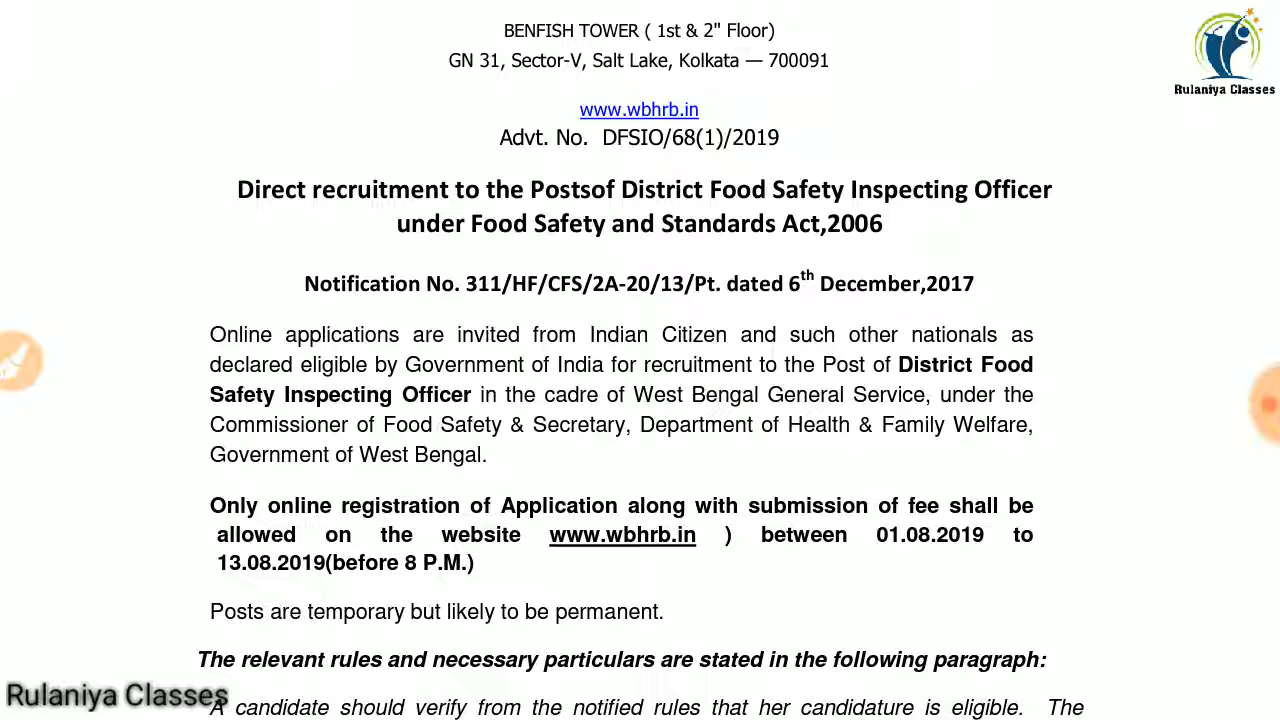 BENFISH TOWER ( 1st & 2" Floor)
GN 31, Sector-V, Salt Lake, Kolkata — 700091
Rulaniya Classes
www.wbhrb.in
Advt. No. DFSIO/68(1)/2019
Direct recruitment to the Postsof District Food Safety Inspecting Officer
under Food Safety and Standards Act,2006
Notification No. 311/HF/CFS/2A-20/13/Pt. dated 6th December,2017
Online applications are invited from Indian Citizen and such other nationals as
declared eligible by Government of India for recruitment to the Post of District Food
Safety Inspecting Officer in the cadre of West Bengal General Service, under the
Commissioner of Food Safety & Secretary, Department of Health & Family Welfare,
Government of West Bengal.
Only online registration of Application along with submission of fee shall be
allowed on the website www.wbhrb.in ) between 01.08.2019 to
13.08.2019(before 8 P.M.)
Posts are temporary but likely to be permanent.
The relevant rules and necessary particulars are stated in the following paragraph:
Rulaniya Classes
A candidate should verify from the notified rules that her candidature is eligible. The